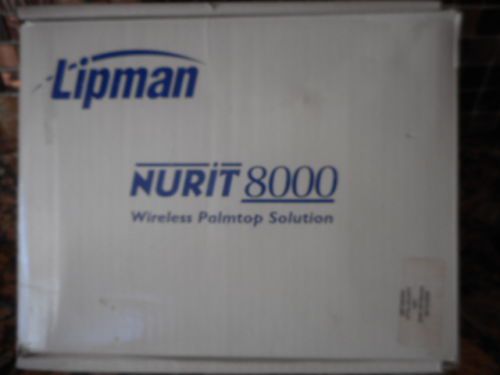 Lipman
NURIT 8000
Wireless Palmtop Solution